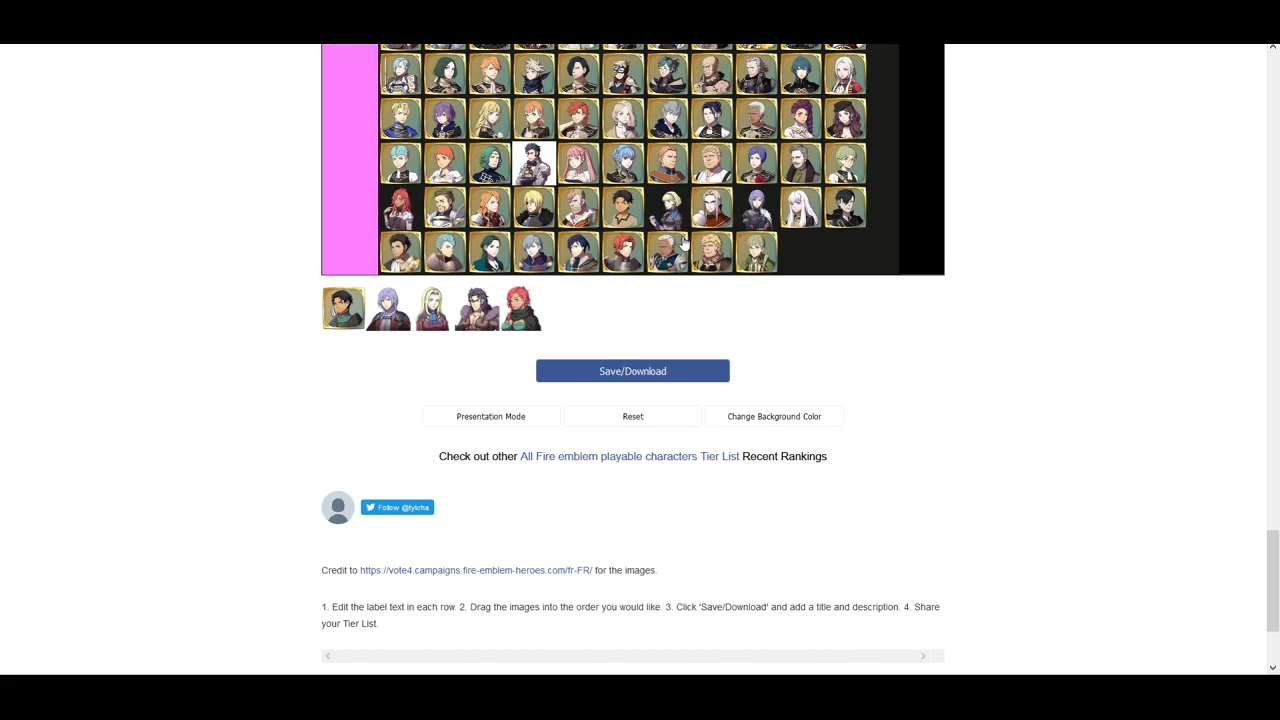 Save/Download
Presentation Mode
Reset
Change Background Color
Check out other All Fire emblem playable characters Tier List Recent Rankings
Follow @tykrha
Credit to https://vote4.campaigns.fire-emblem-heroes.com/fr-FR/ for the images.
1. Edit the label text in each row. 2. Drag the images into the order you would like. 3. Click 'Save/Download' and add a title and description. 4. Share
your Tier List.